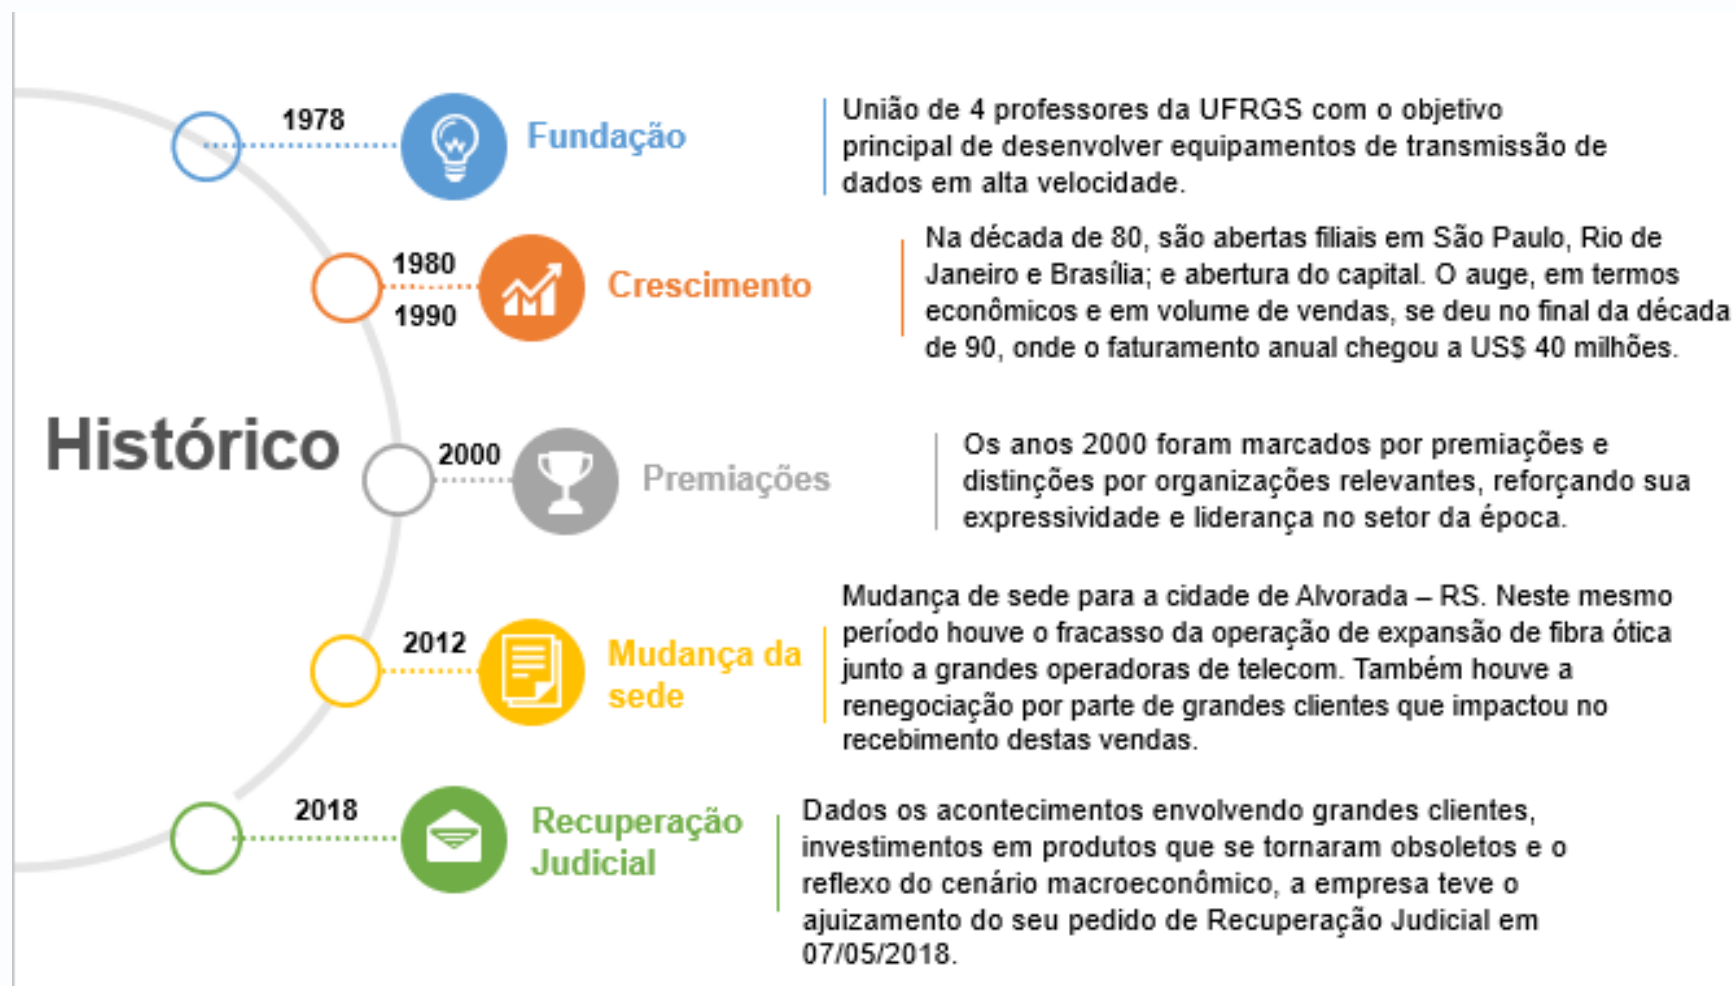 Histórico
1978
Fundação
União de 4 professores da UFRGS com o objetivo
principal de desenvolver equipamentos de transmissão de
dados em alta velocidade.
1980
1990
Crescimento
Na década de 80, são abertas filiais em São Paulo, Rio de
Janeiro e Brasília; e abertura do capital. O auge, em termos
econômicos e em volume de vendas, se deu no final da década
de 90, onde o faturamento anual chegou a US$ 40 milhões.
2000
Premiações
Os anos 2000 foram marcados por premiações e
distinções por organizações relevantes, reforçando sua
expressividade e liderança no setor da época.
2012
Mudança da
sede
Mudança de sede para a cidade de Alvorada – RS. Neste mesmo
período houve o fracasso da operação de expansão de fibra ótica
junto a grandes operadoras de telecom. Também houve a
renegociação por parte de grandes clientes que impactou no
recebimento destas vendas.
2018
Recuperação
Judicial
Dados os acontecimentos envolvendo grandes clientes,
investimentos em produtos que se tornaram obsoletos e o
reflexo do cenário macroeconômico, a empresa teve o
ajuizamento do seu pedido de Recuperação Judicial em
07/05/2018.